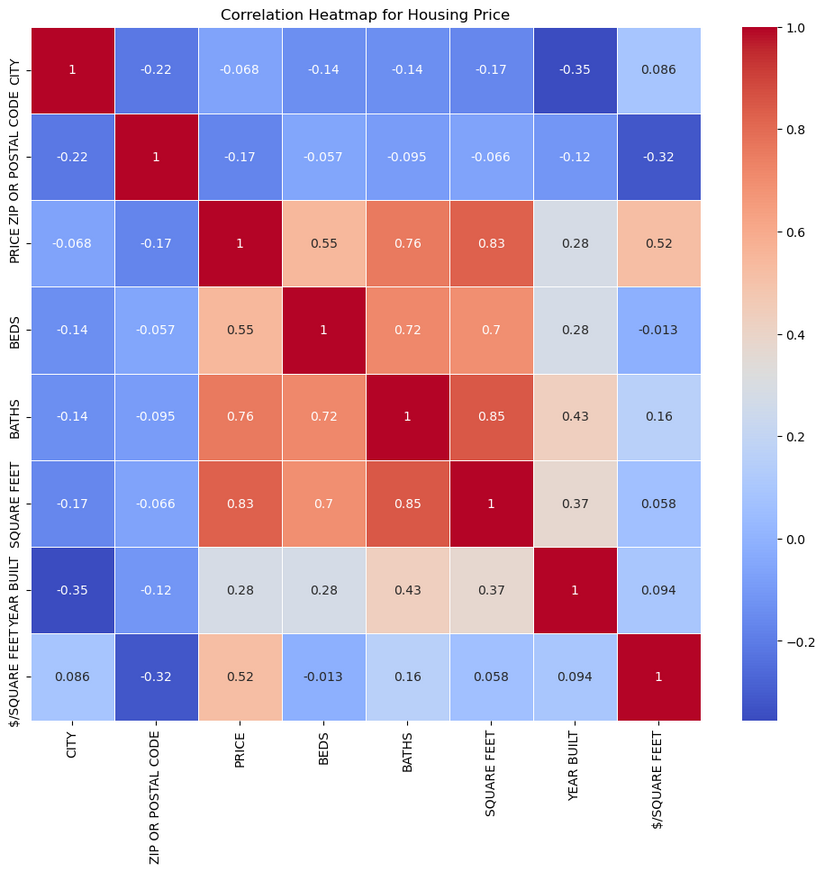 Correlation Heatmap for Housing Price
CITY 1 -0.22 -0.068 -0.14 -0.14 -0.17 -0.35 0.086
ZIP OR POSTAL CODE -0.22 1 -0.17 -0.057 -0.095 -0.066 -0.12 -0.32
PRICE -0.068 -0.17 1 0.55 0.76 0.83 0.28 0.52
BEDS -0.14 -0.057 0.55 1 0.72 0.7 0.28 -0.013
BATHS -0.14 -0.095 0.76 0.72 1 0.85 0.43 0.16
SQUARE FEET -0.17 -0.066 0.83 0.7 0.85 1 0.37 0.058
YEAR BUILT -0.35 -0.12 0.28 0.28 0.43 0.37 1 0.094
$/SQUARE FEET 0.086 -0.32 0.52 -0.013 0.16 0.058 0.094 1
CITY
ZIP OR POSTAL CODE
PRICE
BEDS
BATHS
SQUARE FEET
YEAR BUILT
$/SQUARE FEET
1.0
0.8
0.6
0.4
0.2
0.0
−0.2